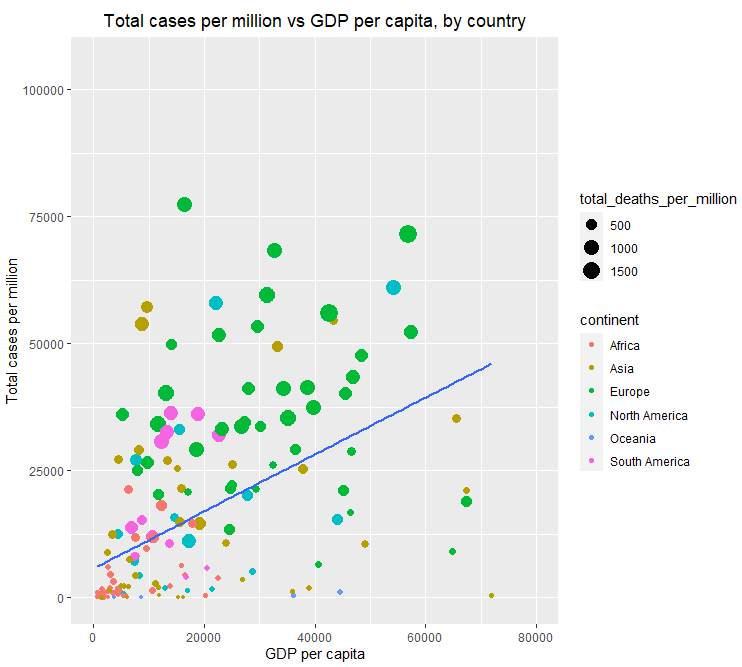 Total cases per million vs GDP per capita, by country
Total cases per million
100000
75000
50000
25000
0
0 20000 40000 60000 80000
GDP per capita
total_deaths_per_million
500
1000
1500
continent
Africa
Asia
Europe
North America
Oceania
South America